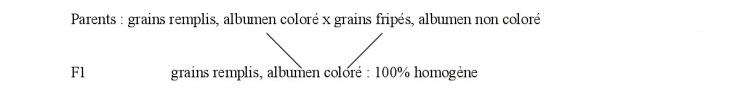 Parents : grains remplis, albumen coloré x grains fripés, albumen non coloré
F1 grains remplis, albumen coloré : 100% homogène